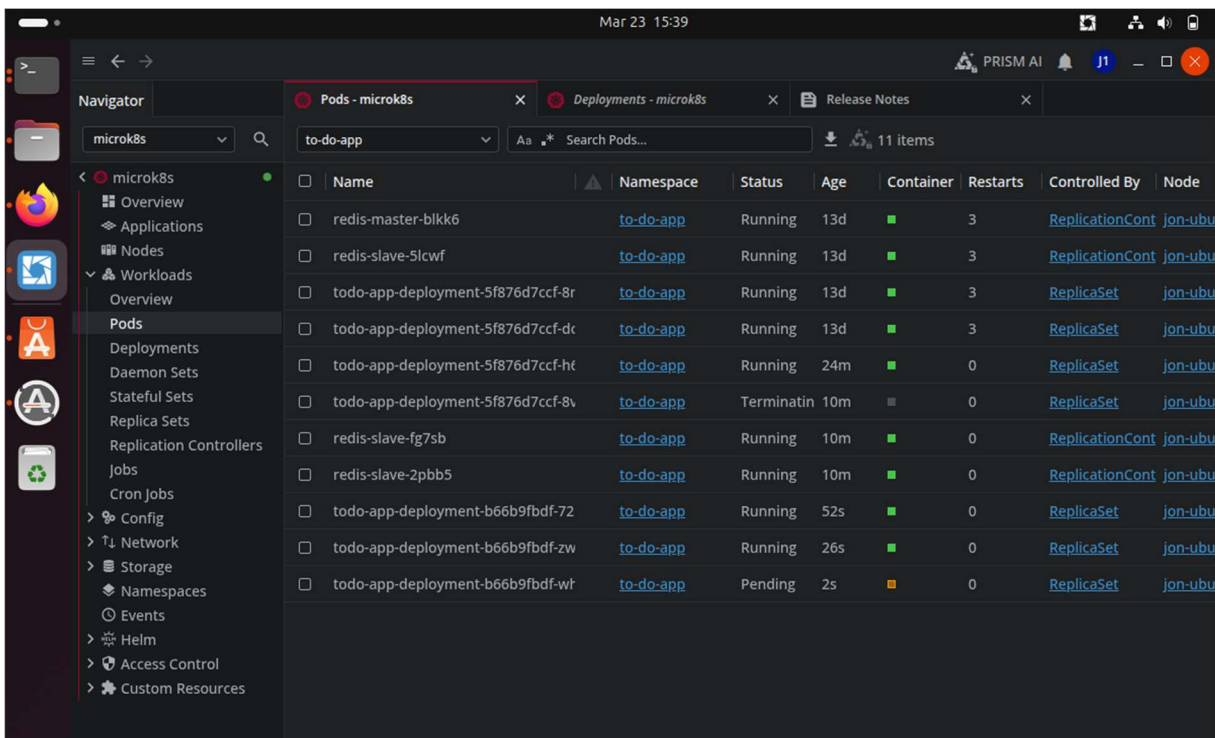 Mar 23 15:39
PRISM AI J1
Navigator
Pods - microk8s
Deployments - microk8s
Release Notes
microk8s
to-do-app
Aa .* Search Pods...
11 items
microk8s
Overview
Applications
Nodes
Workloads
Overview
Pods
Deployments
Daemon Sets
Stateful Sets
Replica Sets
Replication Controllers
Jobs
Cron Jobs
Config
Network
Storage
Namespaces
Events
Helm
Access Control
Custom Resources
Name Namespace Status Age Container Restarts Controlled By Node
redis-master-blkk6 to-do-app Running 13d 3 ReplicationCont jon-ubu
redis-slave-5lcwf to-do-app Running 13d 3 ReplicationCont jon-ubu
todo-app-deployment-5f876d7ccf-8r to-do-app Running 13d 3 ReplicaSet jon-ubu
todo-app-deployment-5f876d7ccf-dc to-do-app Running 13d 3 ReplicaSet jon-ubu
todo-app-deployment-5f876d7ccf-h6 to-do-app Running 24m 0 ReplicaSet jon-ubu
todo-app-deployment-5f876d7ccf-8v to-do-app Terminatin 10m 0 ReplicaSet jon-ubu
redis-slave-fg7sb to-do-app Running 10m 0 ReplicationCont jon-ubu
redis-slave-2pbb5 to-do-app Running 10m 0 ReplicationCont jon-ubu
todo-app-deployment-b66b9fbdf-72 to-do-app Running 52s 0 ReplicaSet jon-ubu
todo-app-deployment-b66b9fbdf-zw to-do-app Running 26s 0 ReplicaSet jon-ubu
todo-app-deployment-b66b9fbdf-wh to-do-app Pending 2s 0 ReplicaSet jon-ubu